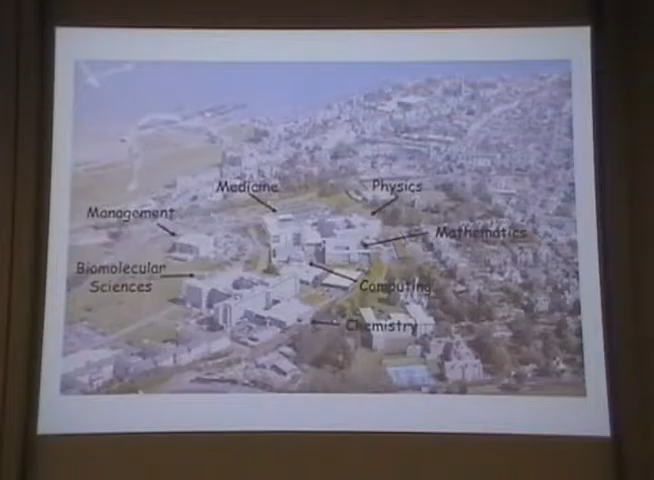 Medicine
Physics
Management
Mathematics
Biomolecular
Sciences
Computing
Chemistry